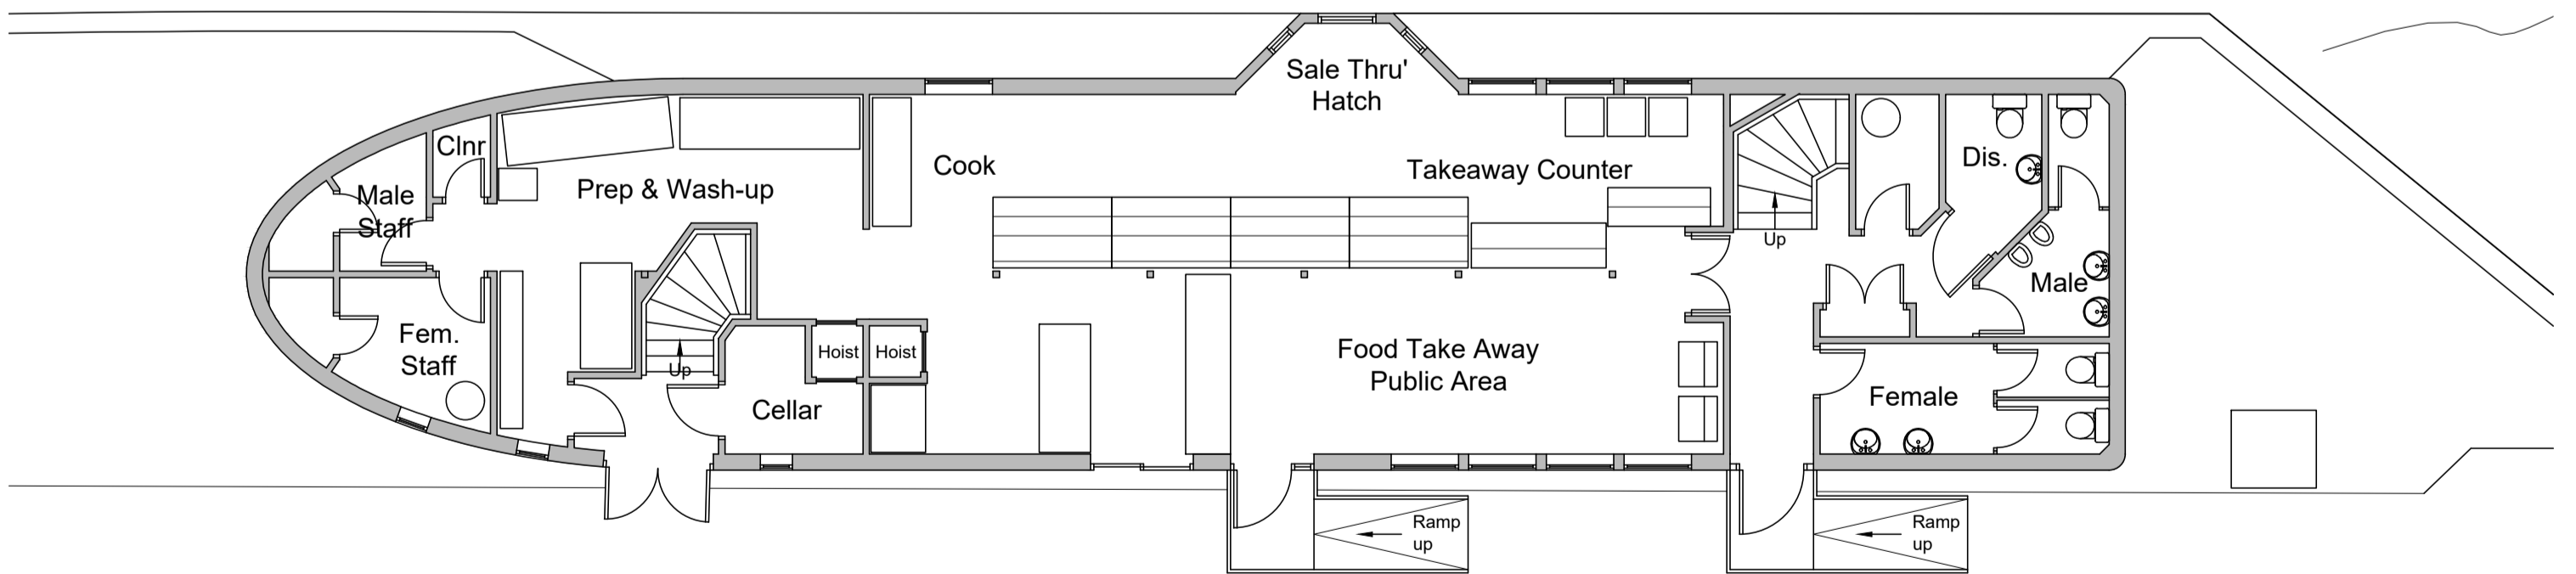 Sale Thru'
Hatch
Clnr
Cook
Takeaway Counter
Dis.
Male
Staff
Prep & Wash-up
Up
Male
Fem.
Staff
Hoist
Hoist
Food Take Away
Public Area
Up
Cellar
Female
Ramp
up
Ramp
up